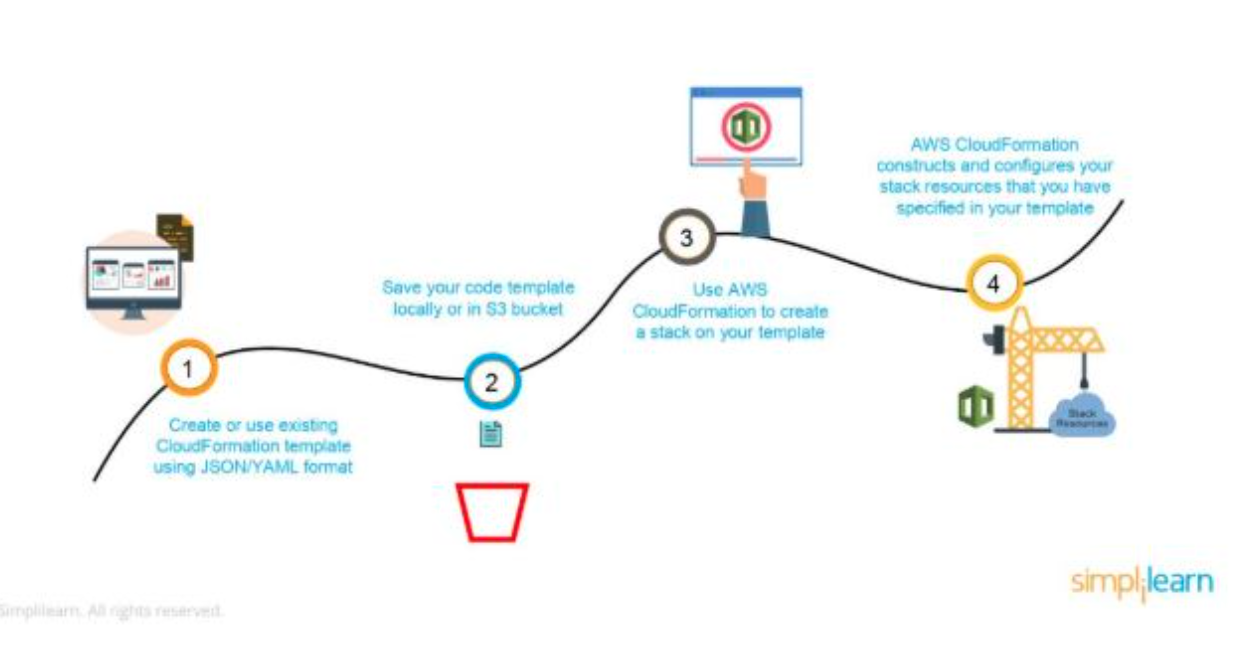 1
Create or use existing
CloudFormation template
using JSON/YAML format
Save your code template
locally or in S3 bucket
2
3
Use AWS
CloudFormation to create
a stack on your template
AWS CloudFormation
constructs and configures your
stack resources that you have
specified in your template
4
Stack
Resources
simplilearn
Simplilearn. All rights reserved.